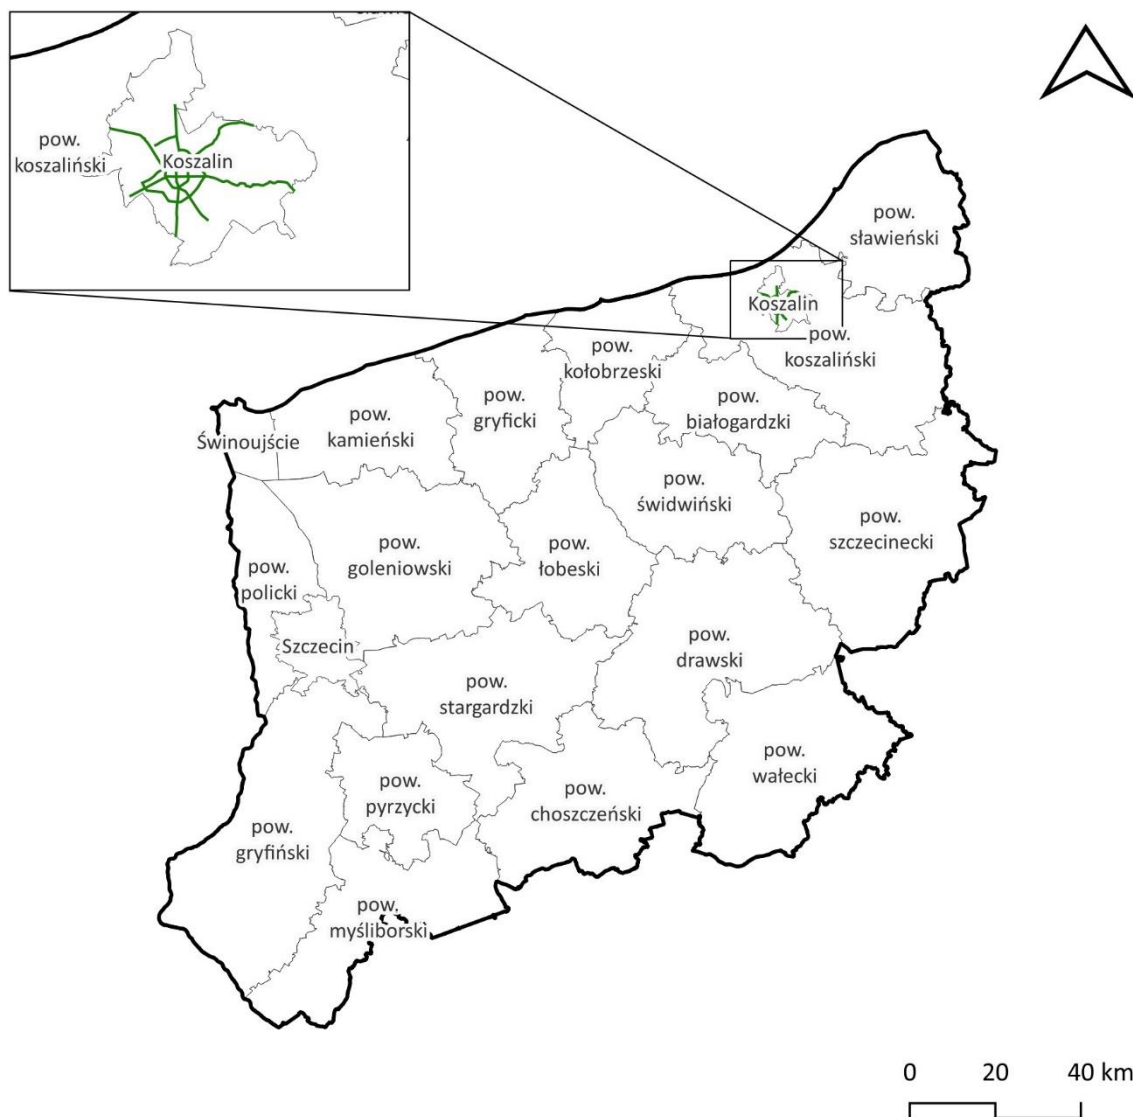 pow.
koszaliński
Koszalin
pow.
sławieński
Koszalin
pow.
koszaliński
pow.
kołobrzeski
pow.
gryficki
pow.
białogardzki
pow.
kamieński
Świnoujście
pow.
świdwiński
pow.
szczecinecki
pow.
goleniowski
pow.
łobeski
pow.
policki
Szczecin
pow.
drawski
pow.
stargardzki
pow.
wałecki
pow.
pyrzycki
pow.
choszczeński
pow.
gryfiński
pow.
myśliborski
0 20 40 km